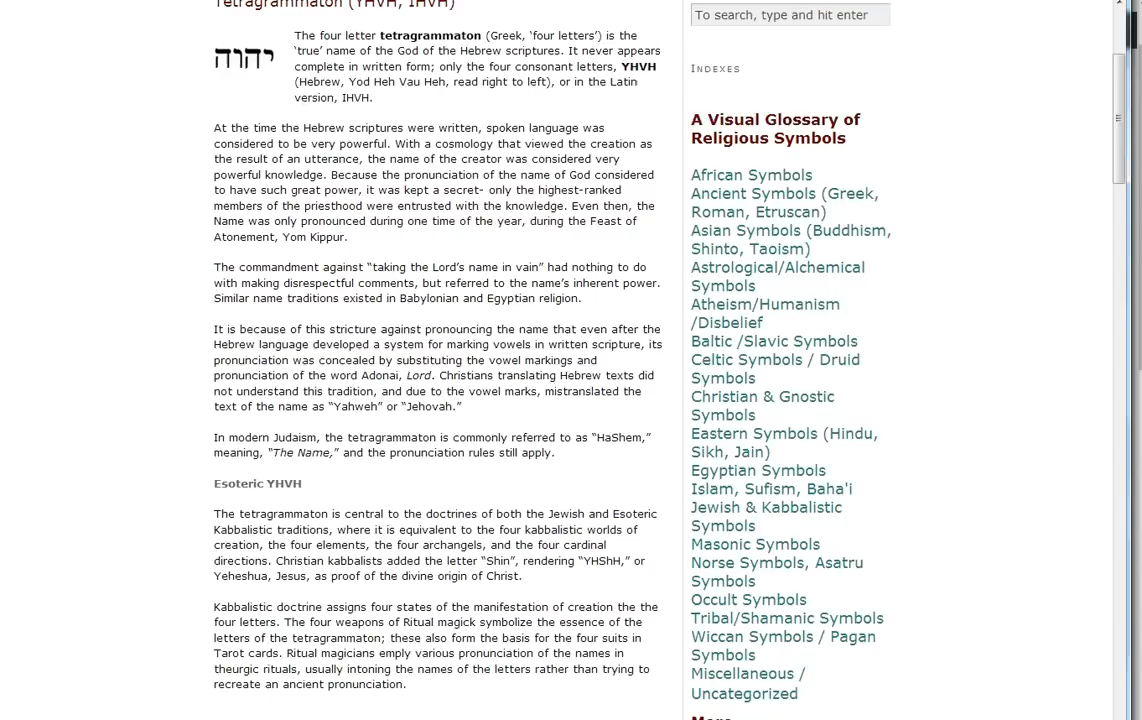 Tetragrammaton (YHVH, IHVH)
יהוה
The four letter tetragrammaton (Greek, ‘four letters’) is the
‘true’ name of the God of the Hebrew scriptures. It never appears
complete in written form; only the four consonant letters, YHVH
(Hebrew, Yod Heh Vau Heh, read right to left), or in the Latin
version, IHVH.
At the time the Hebrew scriptures were written, spoken language was
considered to be very powerful. With a cosmology that viewed the creation as
the result of an utterance, the name of the creator was considered very
powerful knowledge. Because the pronunciation of the name of God considered
to have such great power, it was kept a secret- only the highest-ranked
members of the priesthood were entrusted with the knowledge. Even then, the
Name was only pronounced during one time of the year, during the Feast of
Atonement, Yom Kippur.
The commandment against “taking the Lord’s name in vain” had nothing to do
with making disrespectful comments, but referred to the name’s inherent power.
Similar name traditions existed in Babylonian and Egyptian religion.
It is because of this stricture against pronouncing the name that even after the
Hebrew language developed a system for marking vowels in written scripture, its
pronunciation was concealed by substituting the vowel markings and
pronunciation of the word Adonai, Lord. Christians translating Hebrew texts did
not understand this tradition, and due to the vowel marks, mistranslated the
text of the name as “Yahweh” or “Jehovah.”
In modern Judaism, the tetragrammaton is commonly referred to as “HaShem,”
meaning, “The Name,” and the pronunciation rules still apply.
Esoteric YHVH
The tetragrammaton is central to the doctrines of both the Jewish and Esoteric
Kabbalistic traditions, where it is equivalent to the four kabbalistic worlds of
creation, the four elements, the four archangels, and the four cardinal
directions. Christian kabbalists added the letter “Shin”, rendering “YHShH,” or
Yeheshua, Jesus, as proof of the divine origin of Christ.
Kabbalistic doctrine assigns four states of the manifestation of creation the the
four letters. The four weapons of Ritual magick symbolize the essence of the
letters of the tetragrammaton; these also form the basis for the four suits in
Tarot cards. Ritual magicians emply various pronunciation of the names in
theurgic rituals, usually intoning the names of the letters rather than trying to
recreate an ancient pronunciation.
To search, type and hit enter
Indexes
A Visual Glossary of
Religious Symbols
African Symbols
Ancient Symbols (Greek,
Roman, Etruscan)
Asian Symbols (Buddhism,
Shinto, Taoism)
Astrological/Alchemical
Symbols
Atheism/Humanism
/Disbelief
Baltic /Slavic Symbols
Celtic Symbols / Druid
Symbols
Christian & Gnostic
Symbols
Eastern Symbols (Hindu,
Sikh, Jain)
Egyptian Symbols
Islam, Sufism, Baha'i
Jewish & Kabbalistic
Symbols
Masonic Symbols
Norse Symbols, Asatru
Symbols
Occult Symbols
Tribal/Shamanic Symbols
Wiccan Symbols / Pagan
Symbols
Miscellaneous /
Uncategorized
More